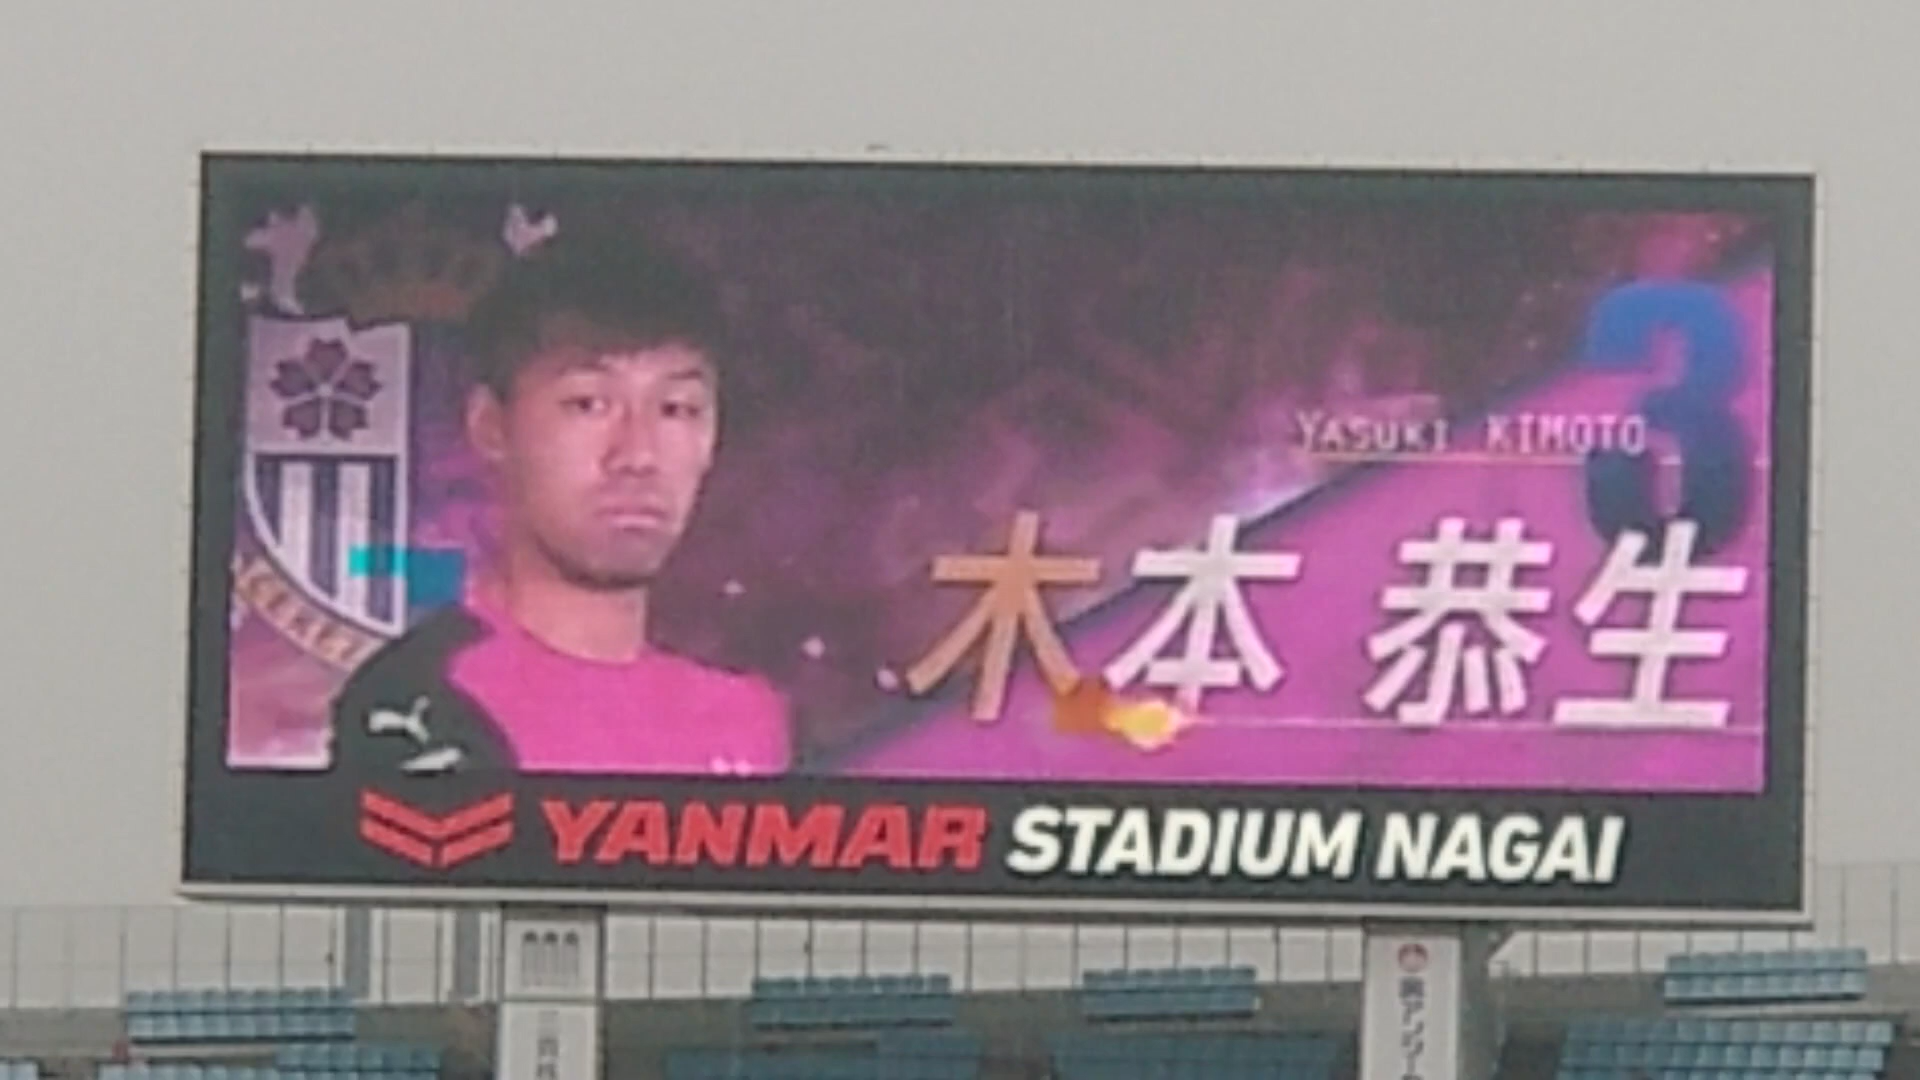 3
YASUKI KIMOTO
木本 恭生
YANMAR STADIUM NAGAI